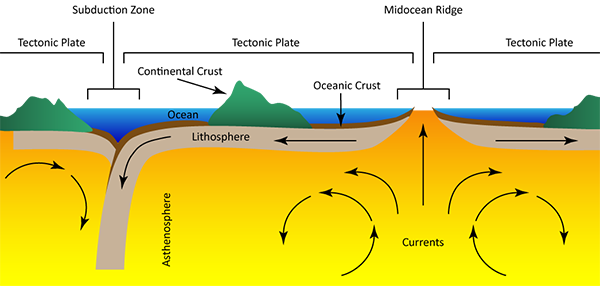 Subduction Zone
Midocean Ridge
Tectonic Plate
Tectonic Plate
Tectonic Plate
Continental Crust
Oceanic Crust
Ocean
Lithosphere
Asthenosphere
Currents